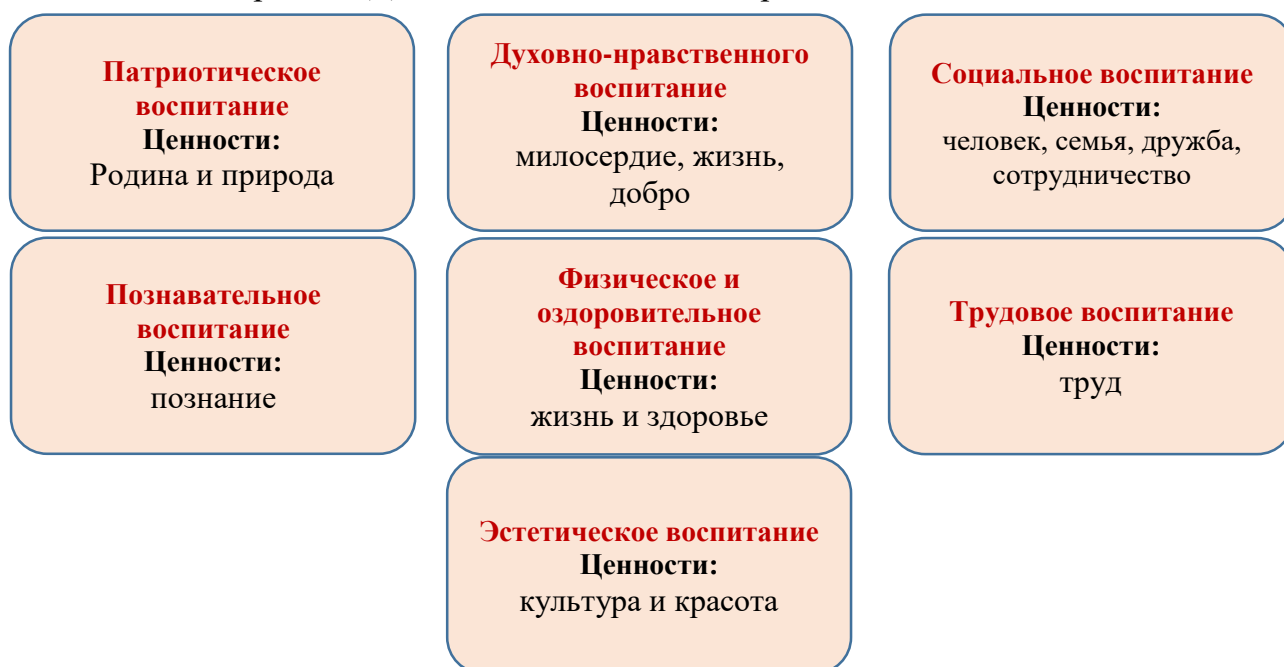 Патриотическое
воспитание
Ценности:
Родина и природа
Духовно-нравственного
воспитание
Ценности:
милосердие, жизнь,
добро
Социальное воспитание
Ценности:
человек, семья, дружба,
сотрудничество
Познавательное
воспитание
Ценности:
познание
Физическое и
оздоровительное
воспитание
Ценности:
жизнь и здоровье
Трудовое воспитание
Ценности:
труд
Эстетическое воспитание
Ценности:
культура и красота